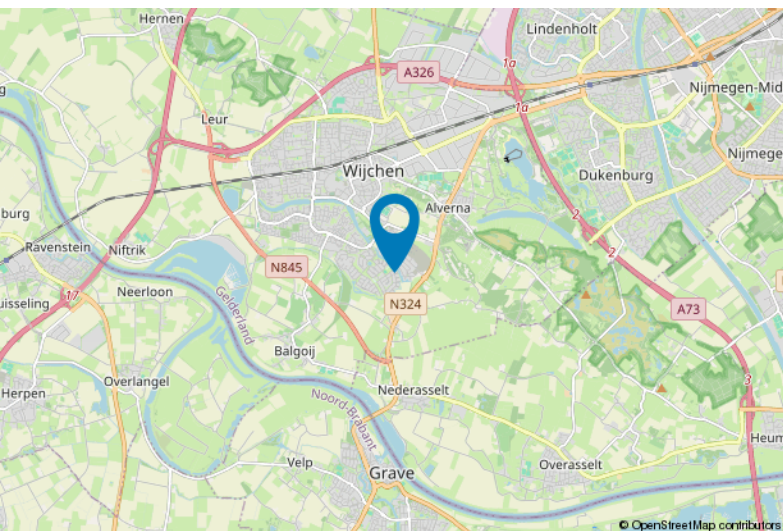 Hernen
Lindenholt
1a
A326
1a
Nijmegen-Mid
Leur
Nijmege
Wijchen
Dukenburg
Alverna
burg
2
Ravenstein
Niftrik
2
N845
Neerloon
17
uisseling
Gelderland
N324
A73
Balgoij
3
Overlangel
Nederasselt
Herpen
Noord-Brabant
Heum
Velp
Overasselt
Grave
© OpenStreetMap contributors